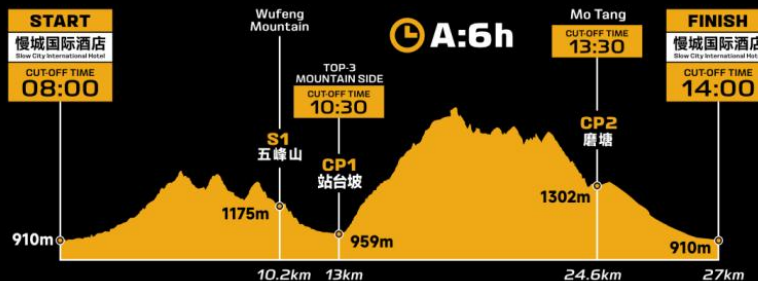 START
慢城国际酒店
Slow City International Hotel
CUT-OFF TIME
08:00
Wufeng
Mountain
A:6h
TOP-3
MOUNTAIN SIDE
CUT-OFF TIME
10:30
Mo Tang
CUT-OFF TIME
13:30
FINISH
慢城国际酒店
Slow City International Hotel
CUT-OFF TIME
14:00
S1
五峰山
CP1
站台坡
CP2
磨塘
910m
1175m
959m
1302m
910m
10.2km
13km
24.6km
27km